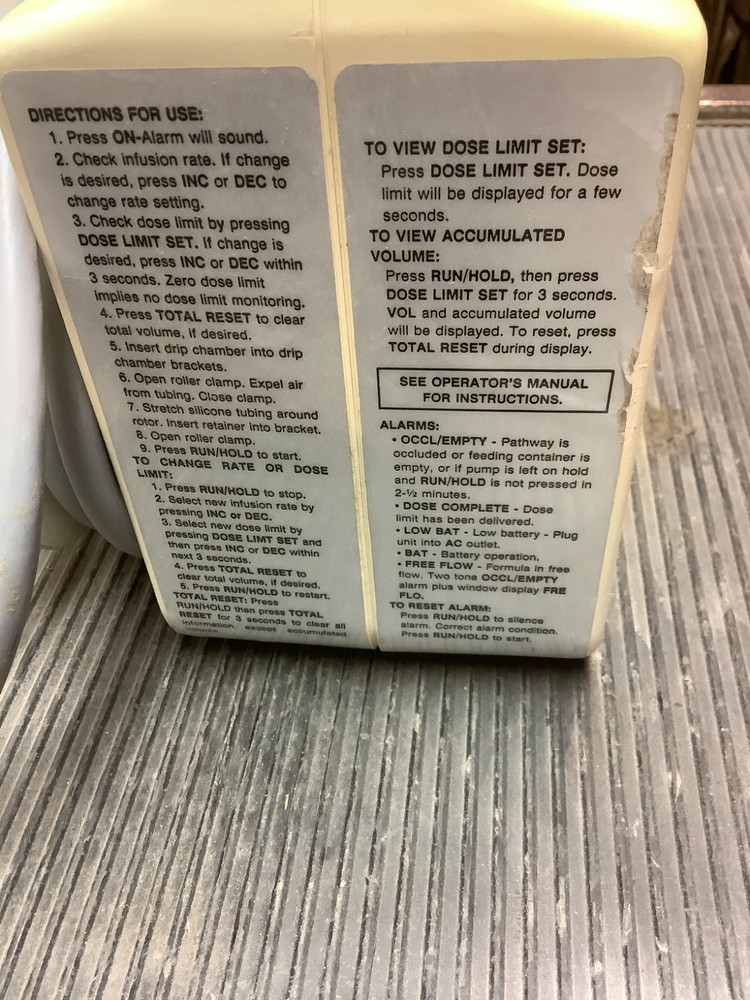 DIRECTIONS FOR USE:
1. Press ON-Alarm will sound.
2. Check infusion rate. If change
is desired, press INC or DEC to
change rate setting.
3. Check dose limit by pressing
DOSE LIMIT SET. If change is
desired, press INC or DEC within
3 seconds. Zero dose limit
implies no dose limit monitoring.
4. Press TOTAL RESET to clear
total volume, if desired.
5. Insert drip chamber into drip
chamber brackets.
6. Open roller clamp. Expel air
from tubing. Close clamp.
7. Stretch silicone tubing around
rotor. Insert retainer into bracket.
8. Open roller clamp.
9. Press RUN/HOLD to start.
TO CHANGE RATE OR DOSE
LIMIT:
1. Press RUN/HOLD to stop.
2. Select new infusion rate by
pressing INC or DEC.
3. Select new dose limit by
pressing DOSE LIMT SET and
then press INC or DEC within
next 3 seconds.
4. Press TOTAL RESET to
clear total volume, if desired.
5. Press RUN/HOLD to restart.
TOTAL RESET: Press
RUN/HOLD then press TOTAL
RESET for 3 seconds to clear all
information except accumulated
volume.
TO VIEW DOSE LIMIT SET:
Press DOSE LIMIT SET. Dose
limit will be displayed for a few
seconds.
TO VIEW ACCUMULATED
VOLUME:
Press RUN/HOLD, then press
DOSE LIMIT SET for 3 seconds.
VOL and accumulated volume
will be displayed. To reset, press
TOTAL RESET during display.
SEE OPERATOR'S MANUAL
FOR INSTRUCTIONS.
ALARMS:
• OCCL/EMPTY - Pathway is
occluded or feeding container is
empty, or if pump is left on hold
and RUN/HOLD is not pressed in
2-½ minutes.
• DOSE COMPLETE - Dose
limit has been delivered.
• LOW BAT - Low battery - Plug
unit into AC outlet.
• BAT - Battery operation.
• FREE FLOW - Formula in free
flow. Two tone OCCL/EMPTY
alarm plus window display FRE
FLO.
TO RESET ALARM:
Press RUN/HOLD to silence
alarm. Correct alarm condition.
Press RUN/HOLD to start.